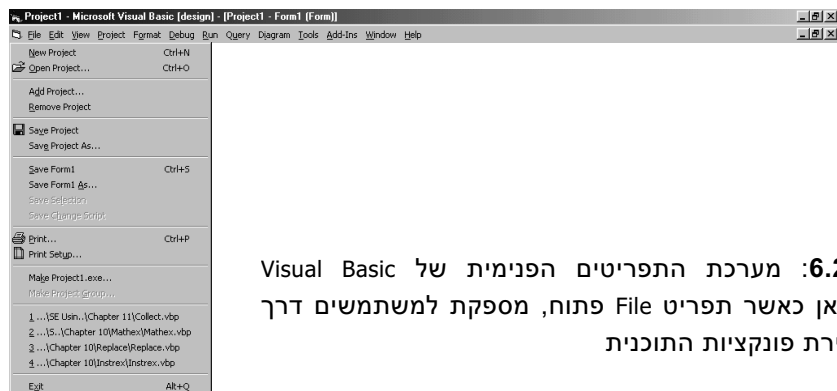 Project1 - Microsoft Visual Basic [design] - [Project1 - Form1 (Form)]
File Edit View Project Format Debug Run Query Diagram Tools Add-Ins Window Help
New Project Ctrl+N
Open Project... Ctrl+O
Add Project...
Remove Project
Save Project
Save Project As...
Save Form1 Ctrl+S
Save Form1 As...
Save Selection
Save Change Script
Print... Ctrl+P
Print Setup...
Make Project1.exe...
Make Project Group...
1 ...\SE Usin..\Chapter 11\Collect.vbp
2 ...\S..\Chapter 10\Mathex\Mathex.vbp
3 ...\Chapter 10\Replace\Replace.vbp
4 ...\Chapter 10\Instrex\Instrex.vbp
Exit Alt+Q
6.2: מערכת התפריטים הפנימית של Visual Basic
אן כאשר תפריט File פתוח, מספקת למשתמשים דרך
ירת פונקציות התוכנית